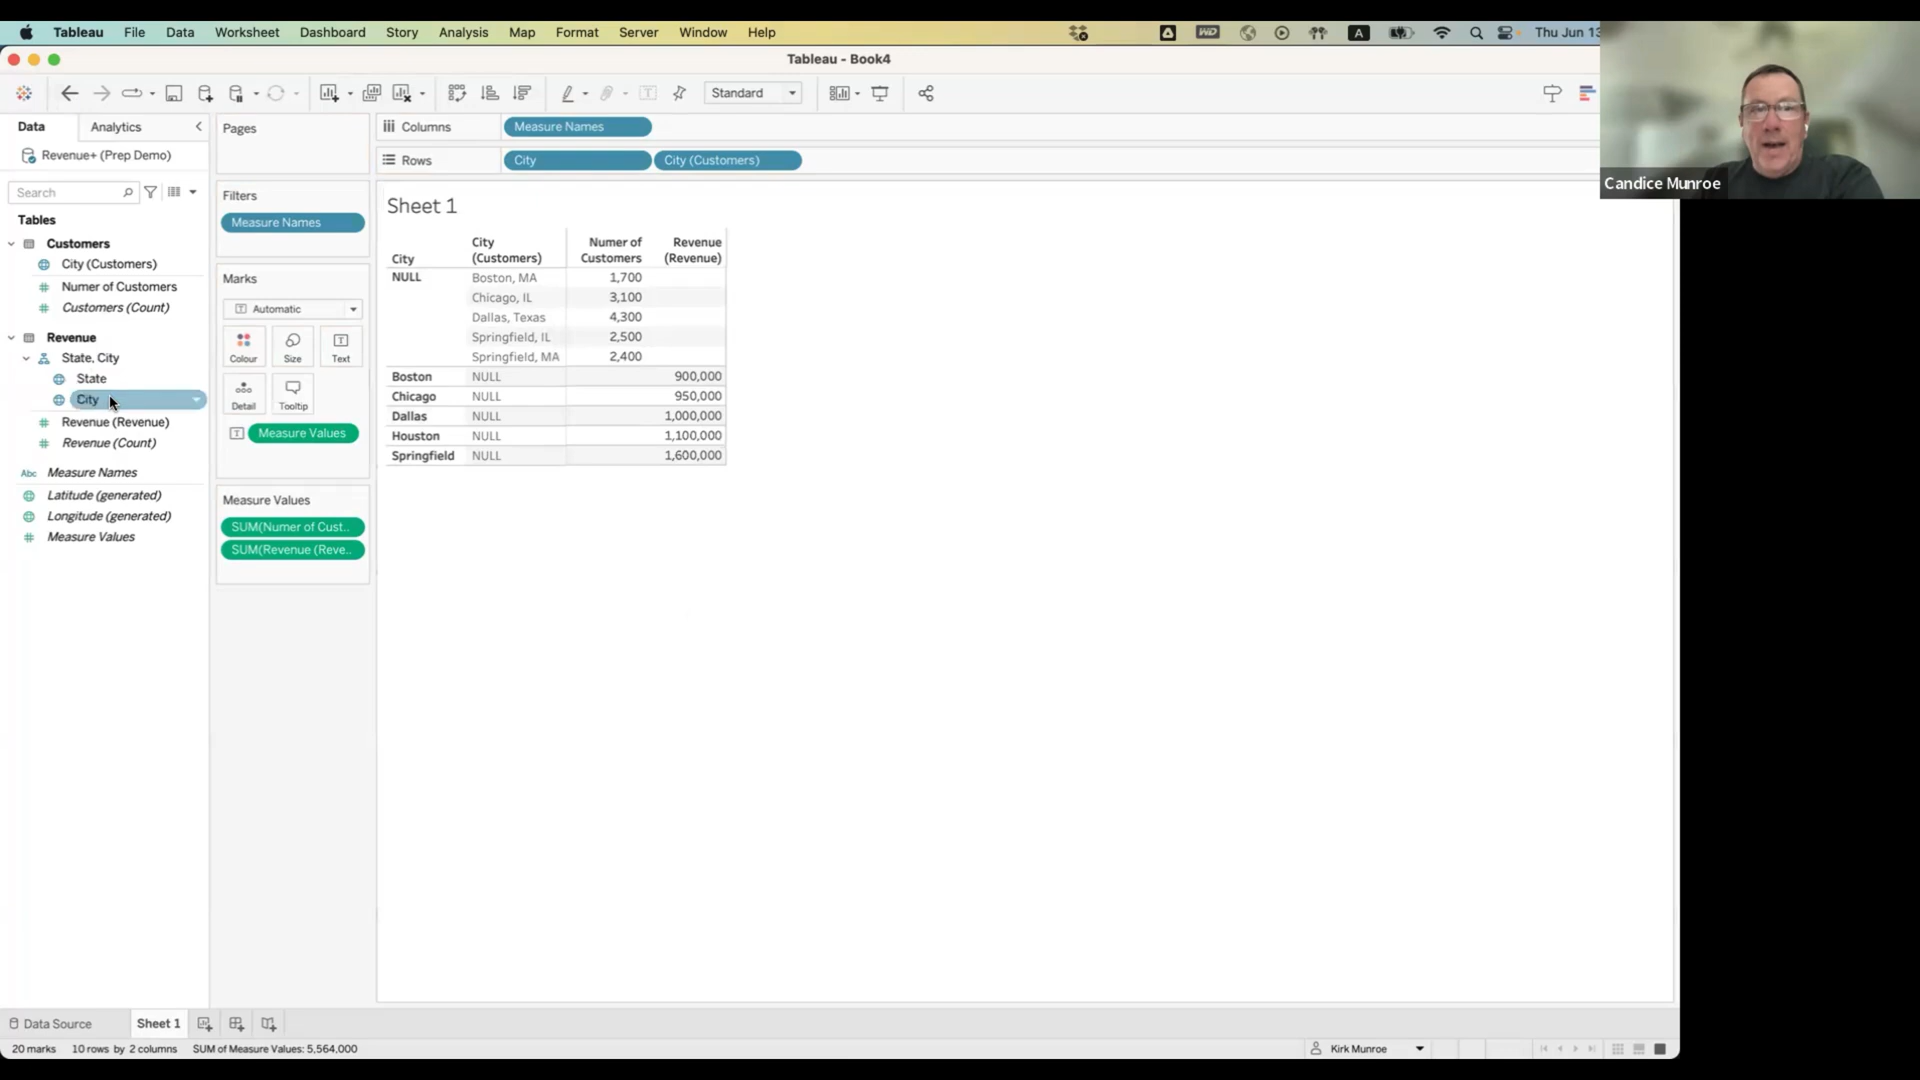 Tableau File Data Worksheet Dashboard Story Analysis Map Format Server Window Help A Thu Jun 13
Tableau - Book4
Standard
Data Analytics
Revenue+ (Prep Demo)
Search
Tables
Customers
City (Customers)
# Numer of Customers
# Customers (Count)
Revenue
State, City
State
City
# Revenue (Revenue)
# Revenue (Count)
Abc Measure Names
Latitude (generated)
Longitude (generated)
# Measure Values
Pages
Filters
Measure Names
Marks
T Automatic
Colour Size Text
Detail Tooltip
T Measure Values
Measure Values
SUM(Numer of Cust..
SUM(Revenue (Reve..
Columns Measure Names
Rows City City (Customers)
Sheet 1
City City (Customers) Numer of Customers Revenue (Revenue)
NULL Boston, MA 1,700
Chicago, IL 3,100
Dallas, Texas 4,300
Springfield, IL 2,500
Springfield, MA 2,400
Boston NULL 900,000
Chicago NULL 950,000
Dallas NULL 1,000,000
Houston NULL 1,100,000
Springfield NULL 1,600,000
Candice Munroe
Data Source Sheet 1
20 marks 10 rows by 2 columns SUM of Measure Values: 5,564,000 Kirk Munroe